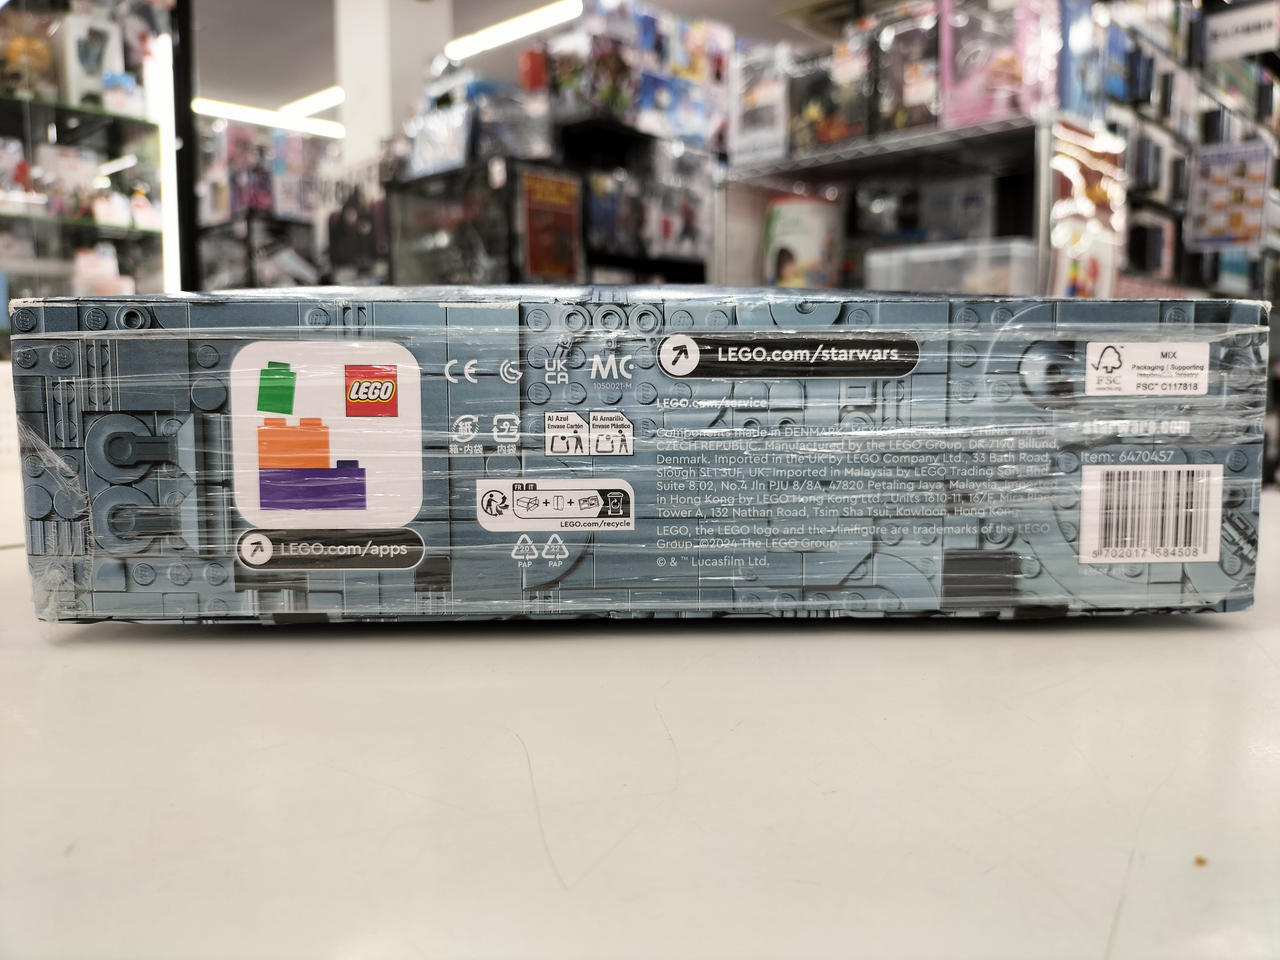 LEGO
LEGO.com/apps
CE
UK
CA
MC
1050021-M
箱・内袋
内袋
Al Azul
Envase Cartón
Al Amarillo
Envase Plástico
FR IT
LEGO.com/recycle
20
PAP
22
PAP
LEGO.com/starwars
LEGO.com/service
Components made in DENMARK,
CZECH REPUBLIC. Manufactured by the LEGO Group, DK-7190 Billund,
Denmark. Imported in the UK by LEGO Company Ltd., 33 Bath Road,
Slough SL1 3UF, UK. Imported in Malaysia by LEGO Trading Sdn. Bhd.
Suite 8.02, No.4 Jln PJU 8/8A, 47820 Petaling Jaya, Malaysia. Imported
in Hong Kong by LEGO Hong Kong Ltd., Units 1610-11, 16/F,
Tower A, 132 Nathan Road, Tsim Sha Tsui, Kowloon, Hong Kong
LEGO, the LEGO logo and the Minifigure are trademarks of the LEGO
Group. ©2024 The LEGO Group.
© & ™ Lucasfilm Ltd.
FSC
MIX
Packaging | Supporting
FSC™ C117818
starwars.com
Item: 6470457
5 702017 584508